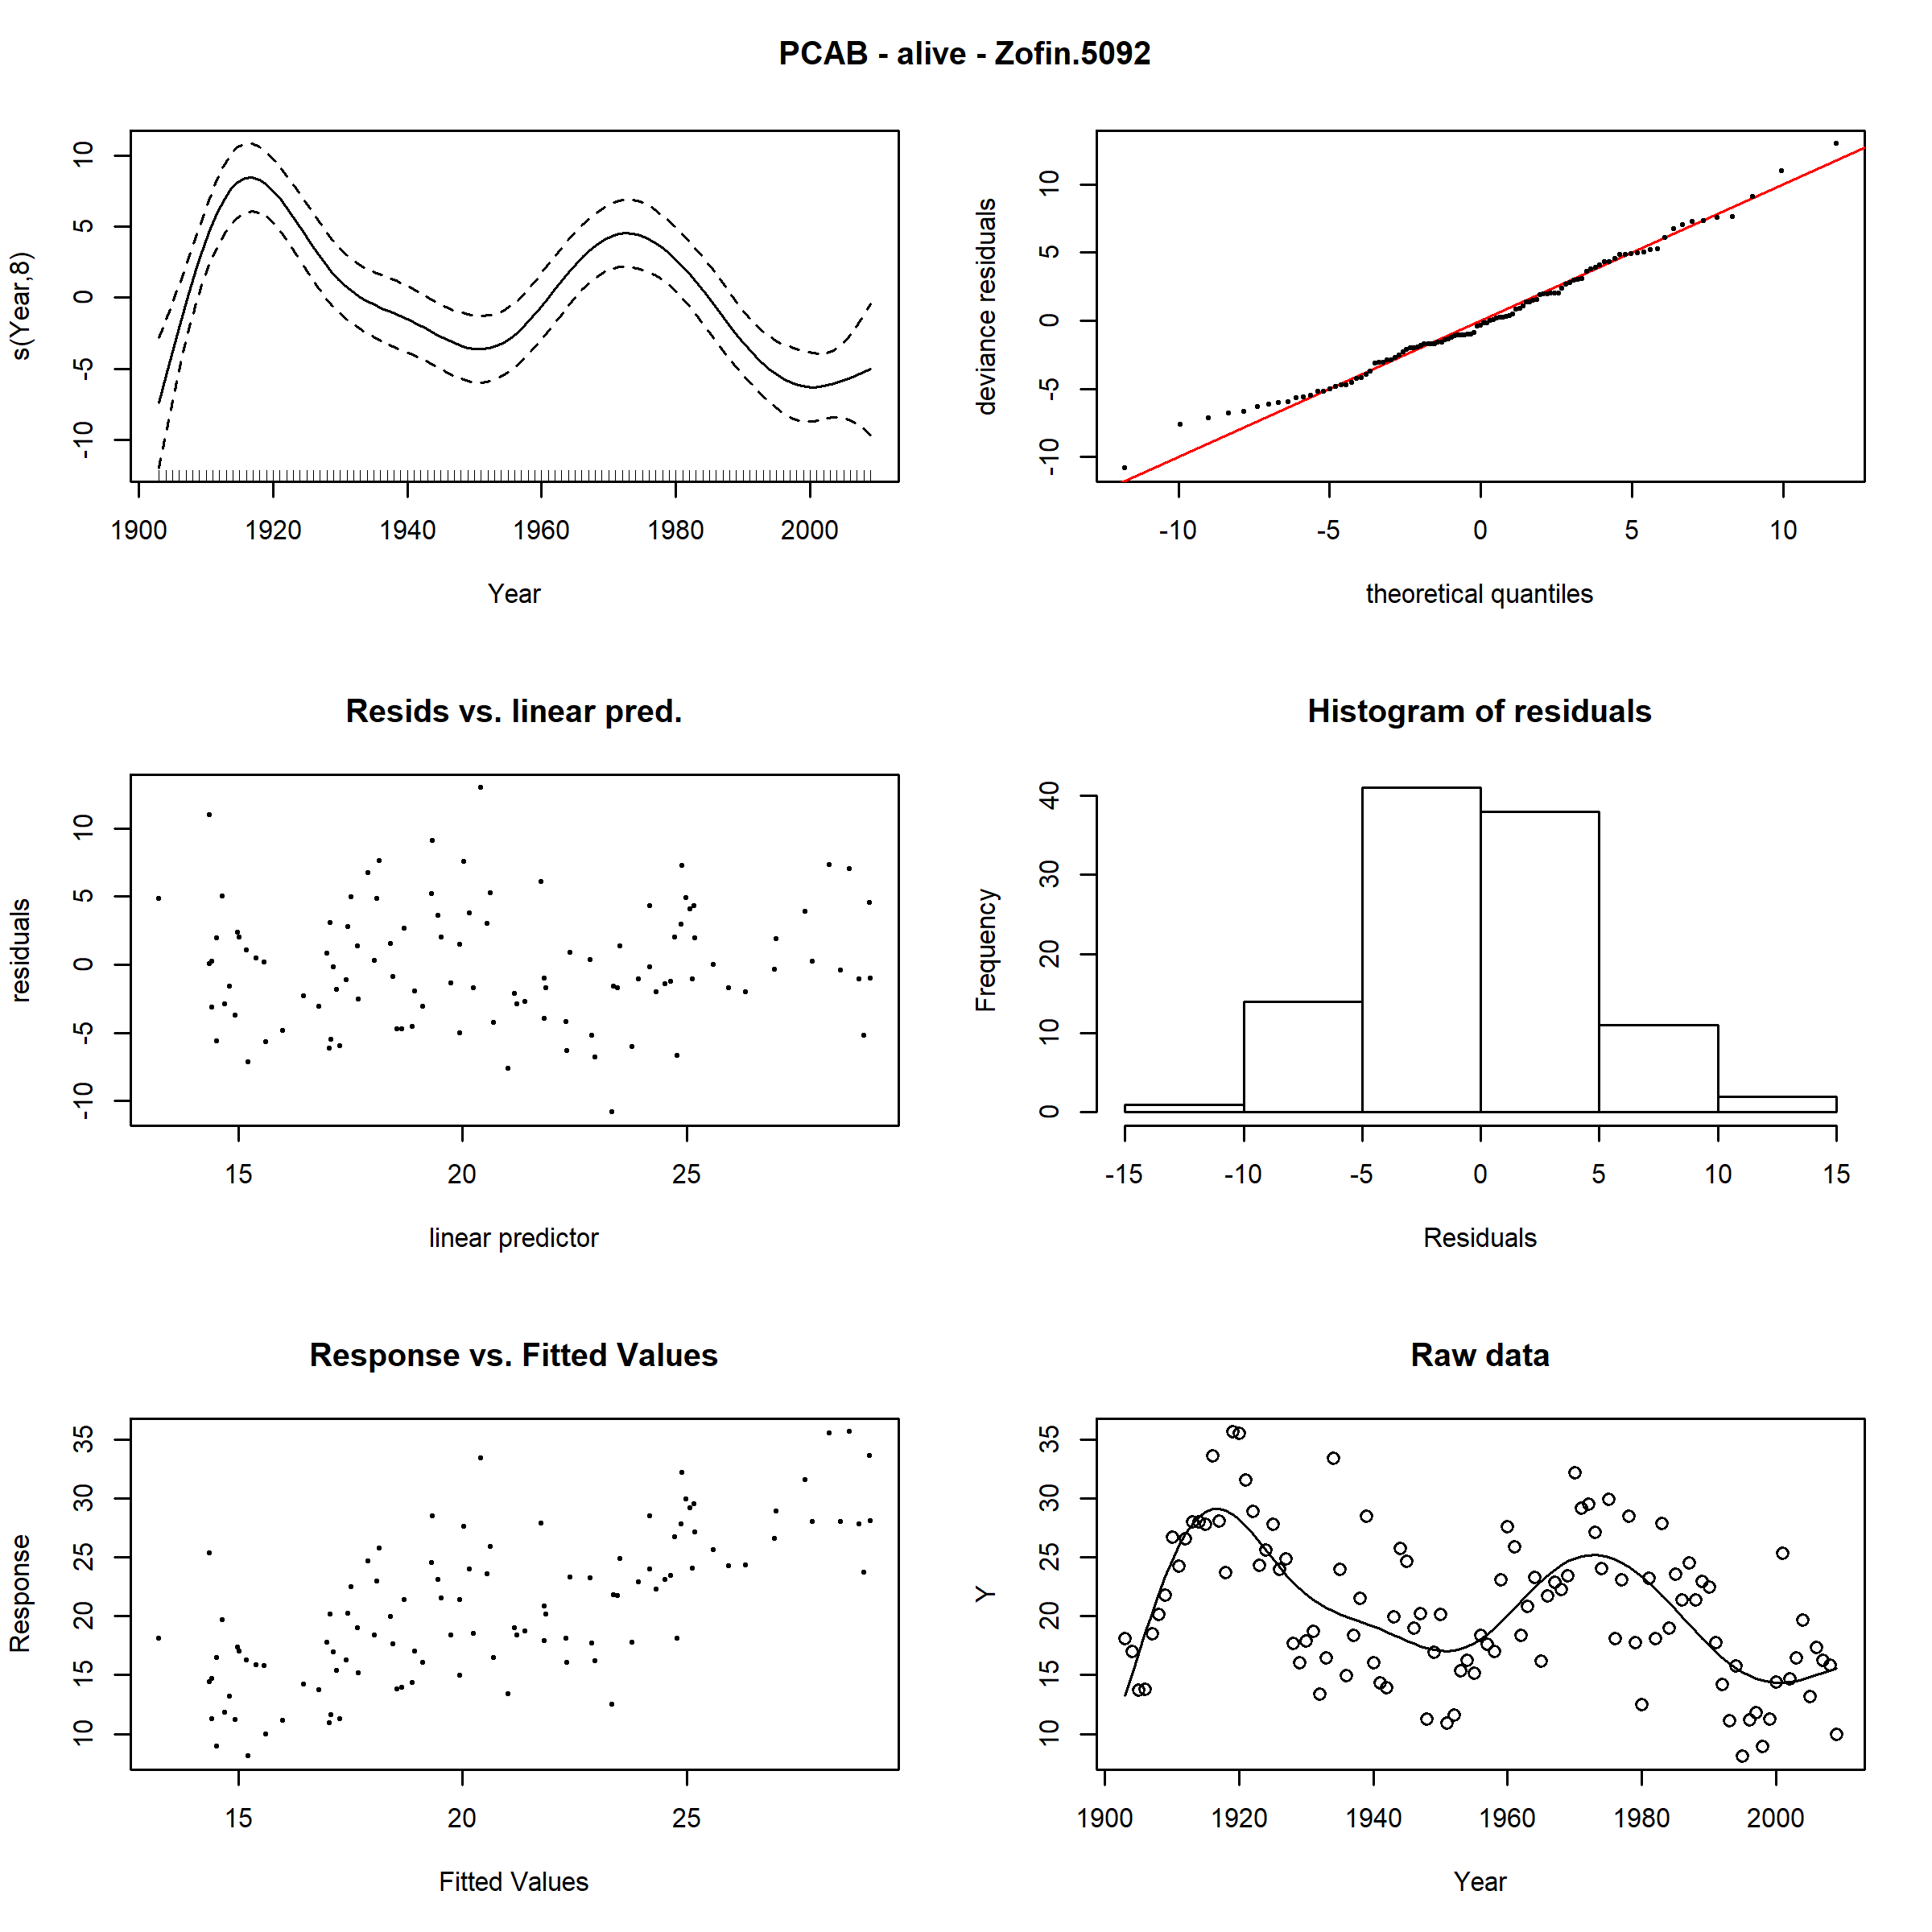 PCAB - alive - Zofin.5092
s(Year,8)
10
5
0
-5
-10
1900 1920 1940 1960 1980 2000
Year
deviance residuals
10
5
0
-5
-10
-10 -5 0 5 10
theoretical quantiles
Resids vs. linear pred.
residuals
10
5
0
-5
-10
15 20 25
linear predictor
Histogram of residuals
Frequency
40
30
20
10
0
-15 -10 -5 0 5 10 15
Residuals
Response vs. Fitted Values
Response
35
30
25
20
15
10
15 20 25
Fitted Values
Raw data
Y
35
30
25
20
15
10
1900 1920 1940 1960 1980 2000
Year